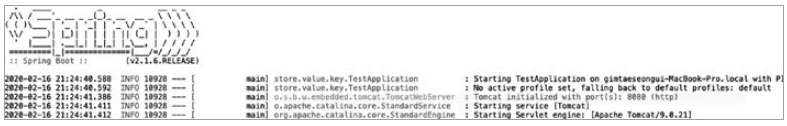 :: Spring Boot ::        (v2.1.6.RELEASE)
2020-02-16 21:24:40.588  INFO 10928 --- [           main] store.value.key.TestApplication          : Starting TestApplication on gimtaeseongui-MacBook-Pro.local with PI
2020-02-16 21:24:40.592  INFO 10928 --- [           main] store.value.key.TestApplication          : No active profile set, falling back to default profiles: default
2020-02-16 21:24:41.386  INFO 10928 --- [           main] o.s.b.w.embedded.tomcat.TomcatWebServer  : Tomcat initialized with port(s): 8080 (http)
2020-02-16 21:24:41.411  INFO 10928 --- [           main] o.apache.catalina.core.StandardService   : Starting service [Tomcat]
2020-02-16 21:24:41.412  INFO 10928 --- [           main] org.apache.catalina.core.StandardEngine  : Starting Servlet engine: [Apache Tomcat/9.0.21]